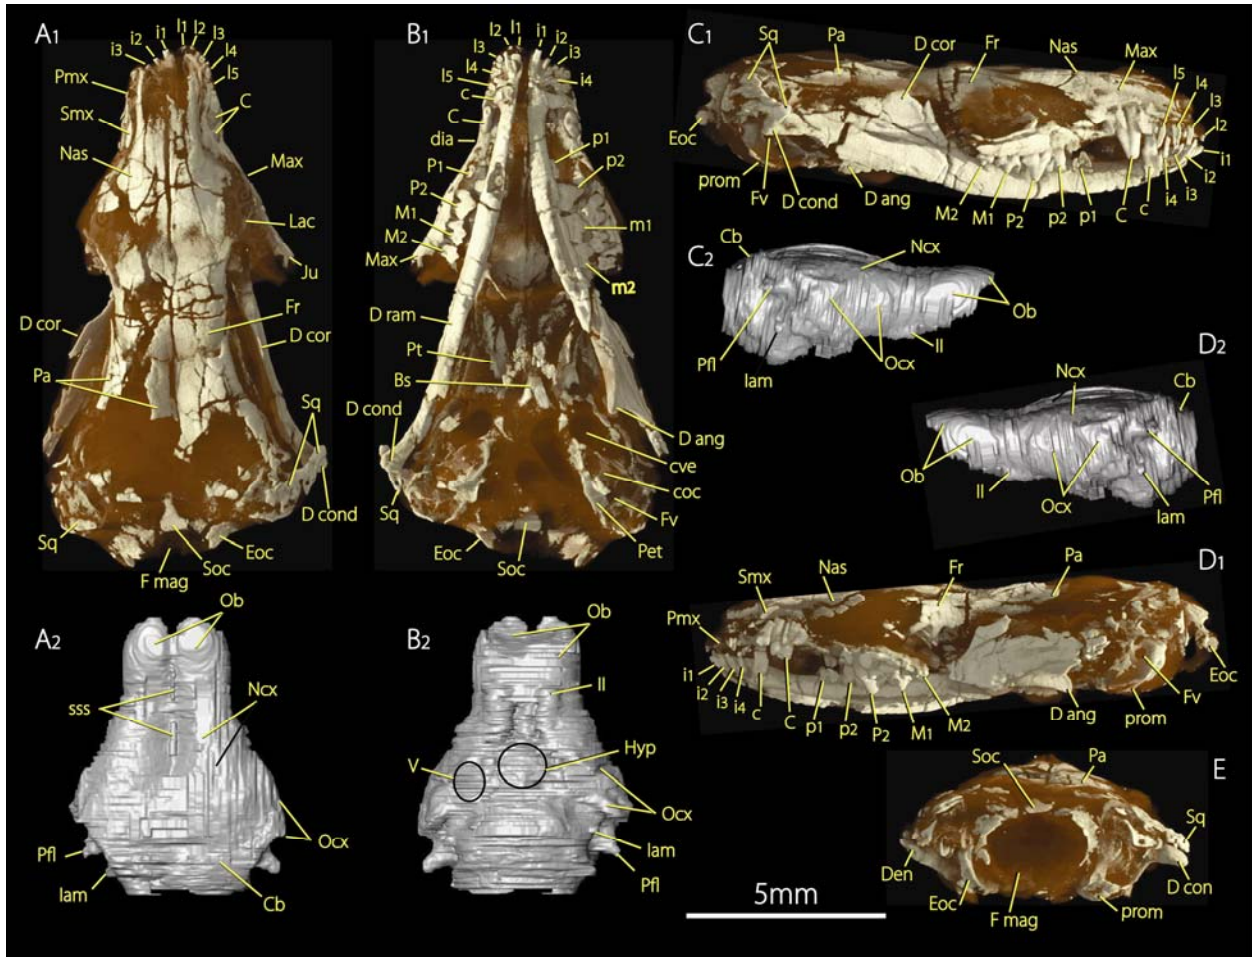 A1
i3
i2
i1
I1
I2
I3
I4
I5
C
Pmx
Smx
Nas
Max
Lac
Ju
Fr
D cor
D cor
Pa
Sq
D cond
Sq
Eoc
Soc
F mag
B1
I3
I2
I1
i1
i2
i3
i4
I4
I5
c
C
dia
P1
P2
M1
M2
Max
p1
p2
m1
m2
D ram
Pt
Bs
D cond
D ang
cve
coc
Fv
Sq
Pet
Eoc
Soc
C1
Sq
Pa
D cor
Fr
Nas
Max
I5
I4
I3
I2
i1
i2
i3
i4
c
C
p1
p2
P2
M1
M2
D ang
D cond
Fv
prom
Eoc
C2
Cb
Ncx
Ob
Pfl
Iam
Ocx
II
D2
Ncx
Cb
Ob
II
Ocx
Iam
Pfl
D1
Smx
Nas
Fr
Pa
Pmx
i1
i2
i3
i4
c
C
p1
p2
P2
M1
M2
D ang
prom
Fv
Eoc
A2
Ob
sss
Ncx
Ocx
Pfl
Iam
Cb
B2
Ob
II
Hyp
V
Ocx
Iam
Pfl
E
Soc
Pa
Sq
Den
D con
Eoc
F mag
prom
5mm